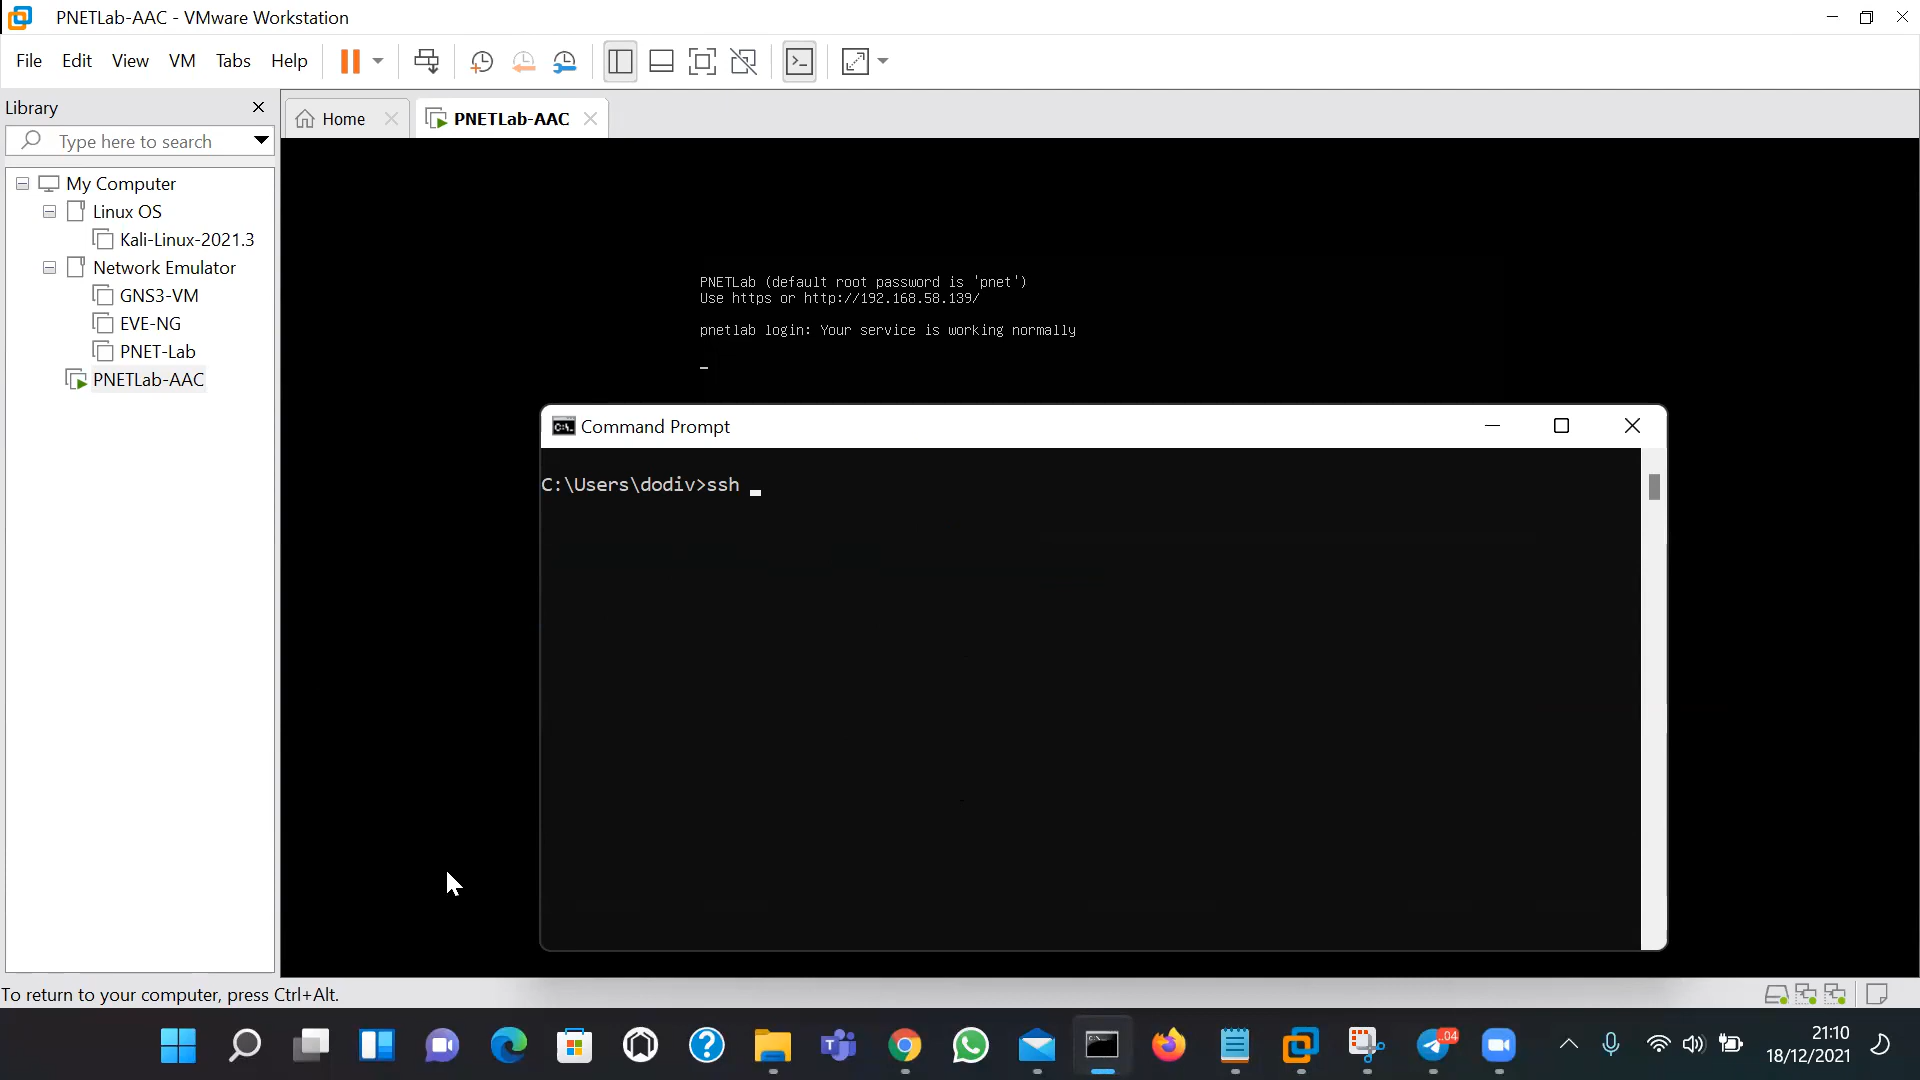 PNETLab-AAC - VMware Workstation
File Edit View VM Tabs Help
Library
Type here to search
My Computer
Linux OS
Kali-Linux-2021.3
Network Emulator
GNS3-VM
EVE-NG
PNET-Lab
PNETLab-AAC
Home
PNETLab-AAC
PNETLab (default root password is 'pnet')
Use https or http://192.168.58.139/
pnetlab login: Your service is working normally
Command Prompt
C:\Users\dodiv>ssh
To return to your computer, press Ctrl+Alt.
21:10
18/12/2021